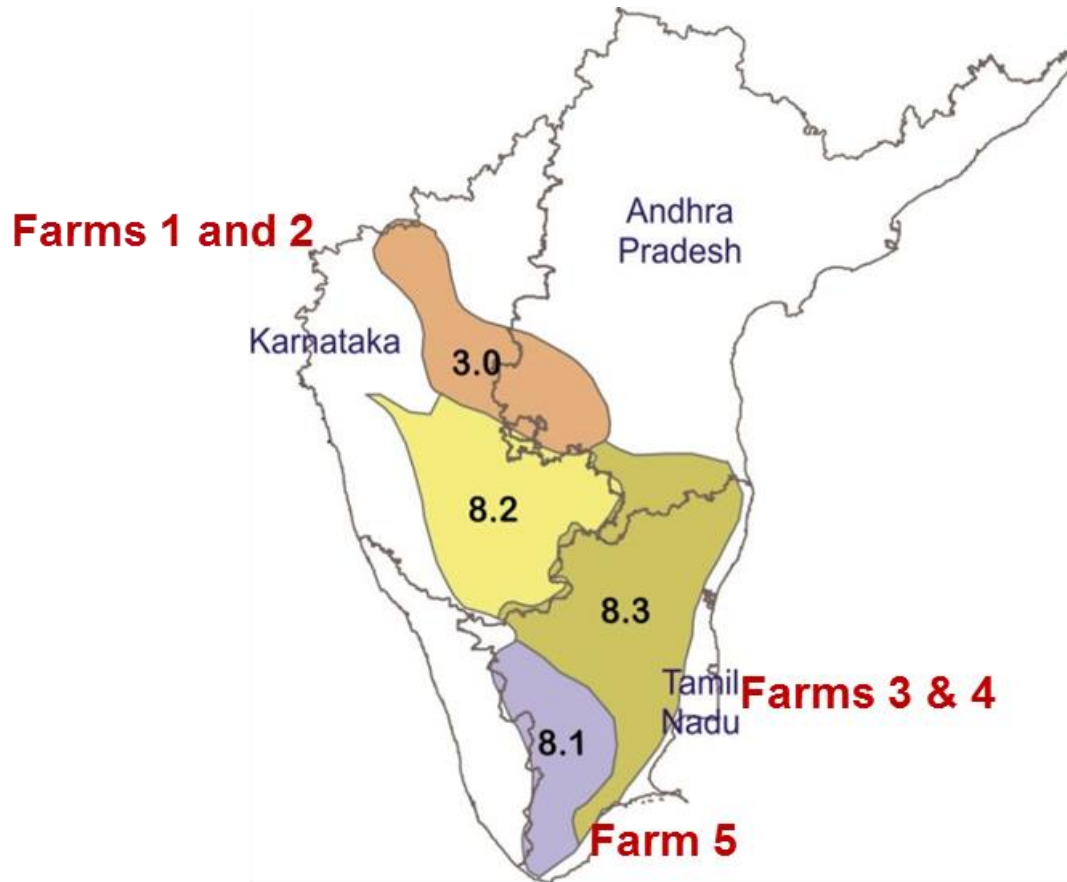 Andhra
Pradesh
Farms 1 and 2
Karnataka
3.0
8.2
8.3
Tamil
Nadu
Farms 3 & 4
8.1
Farm 5